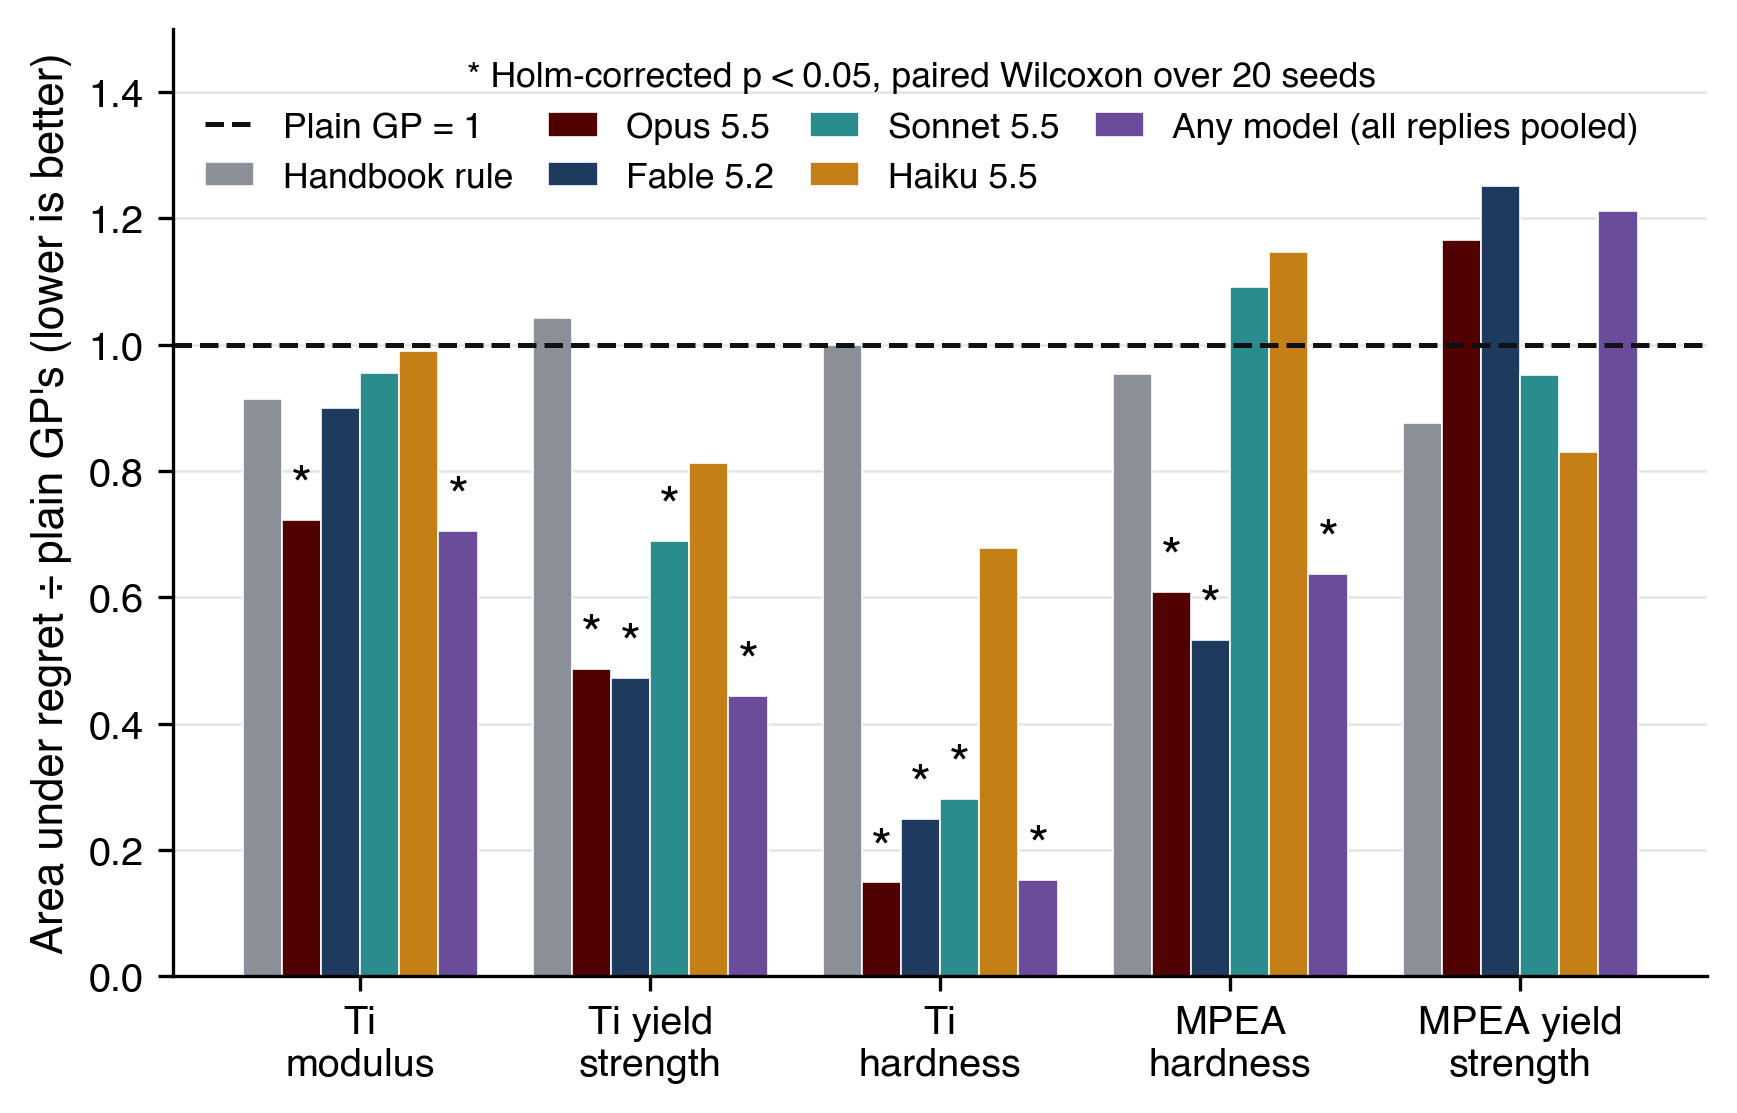 Area under regret ÷ plain GP's (lower is better)
* Holm-corrected p < 0.05, paired Wilcoxon over 20 seeds
Plain GP = 1
Handbook rule
Opus 5.5
Fable 5.2
Sonnet 5.5
Haiku 5.5
Any model (all replies pooled)
1.4
1.2
1.0
0.8
0.6
0.4
0.2
0.0
*
*
*
*
*
*
*
*
*
*
*
*
*
Ti
modulus
Ti yield
strength
Ti
hardness
MPEA
hardness
MPEA yield
strength